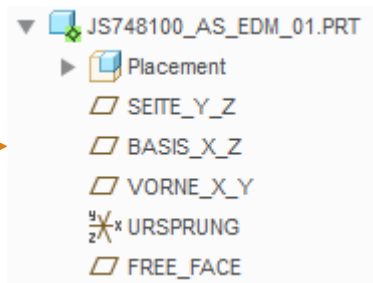 JS748100_AS_EDM_01.PRT
Placement
SEITE_Y_Z
BASIS_X_Z
VORNE_X_Y
URSPRUNG
FREE_FACE